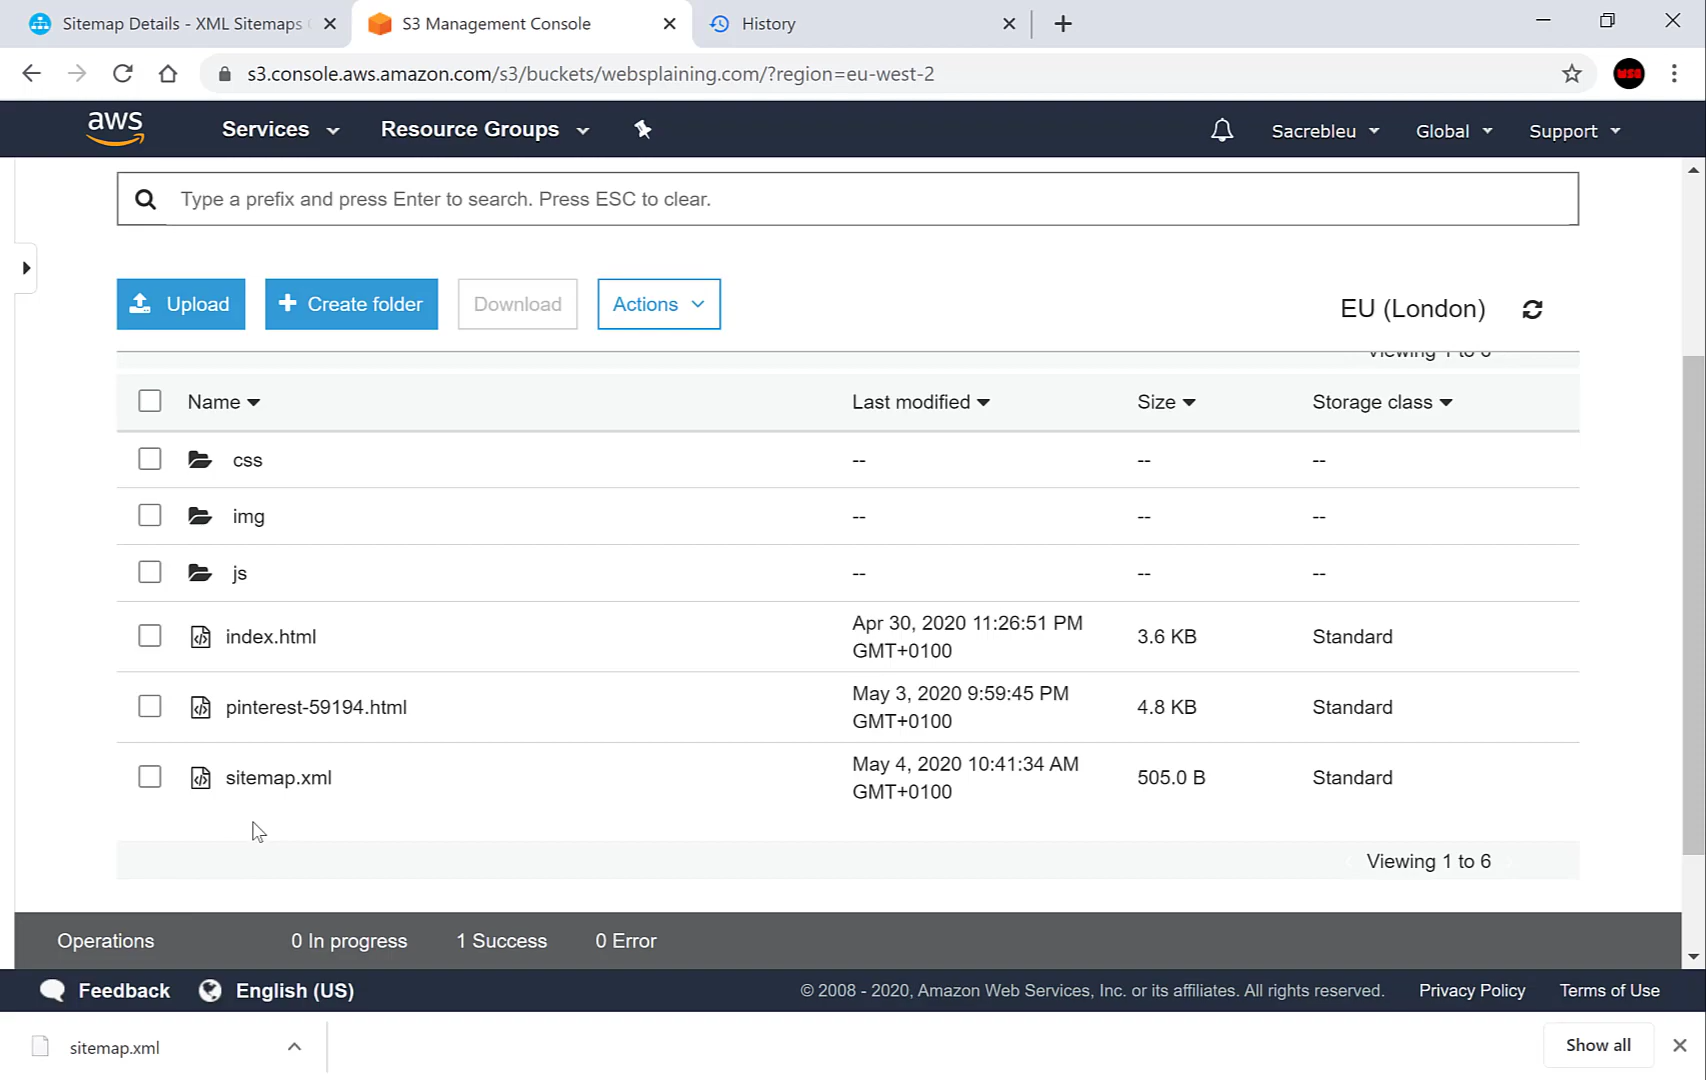 Sitemap Details - XML Sitemaps
S3 Management Console
History
s3.console.aws.amazon.com/s3/buckets/websplaining.com/?region=eu-west-2
WSG
aws
Services
Resource Groups
Sacrebleu
Global
Support
Type a prefix and press Enter to search. Press ESC to clear.
Upload
Create folder
Download
Actions
EU (London)
Viewing 1 to 6
Name
Last modified
Size
Storage class
css
--
--
--
img
--
--
--
js
--
--
--
index.html
Apr 30, 2020 11:26:51 PM
GMT+0100
3.6 KB
Standard
pinterest-59194.html
May 3, 2020 9:59:45 PM
GMT+0100
4.8 KB
Standard
sitemap.xml
May 4, 2020 10:41:34 AM
GMT+0100
505.0 B
Standard
Viewing 1 to 6
Operations
0 In progress
1 Success
0 Error
Feedback
English (US)
© 2008 - 2020, Amazon Web Services, Inc. or its affiliates. All rights reserved.
Privacy Policy
Terms of Use
sitemap.xml
Show all